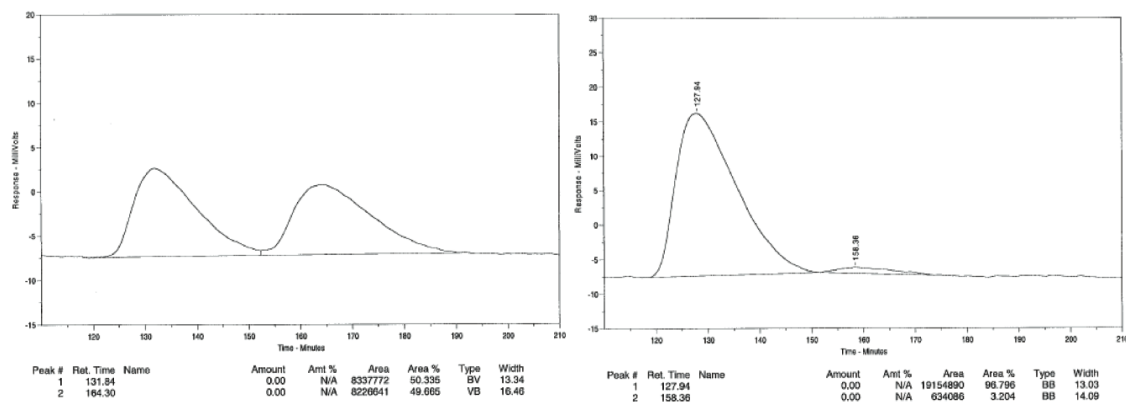 20
15
10
5
0
-5
-10
-15
Response - MilliVolts
120 130 140 150 160 170 180 190 200 210
Time - Minutes
Peak # Ret. Time Name Amount Amt % Area Area % Type Width
1 131.84 0.00 N/A 8337772 50.335 BV 13.34
2 164.30 0.00 N/A 8226641 49.665 VB 16.46
30
25
20
15
10
5
0
-5
-10
-15
Response - MilliVolts
127.94
158.36
120 130 140 150 160 170 180 190 200 210
Time - Minutes
Peak # Ret. Time Name Amount Amt % Area Area % Type Width
1 127.94 0.00 N/A 19154890 96.796 BB 13.03
2 158.36 0.00 N/A 634086 3.204 BB 14.09